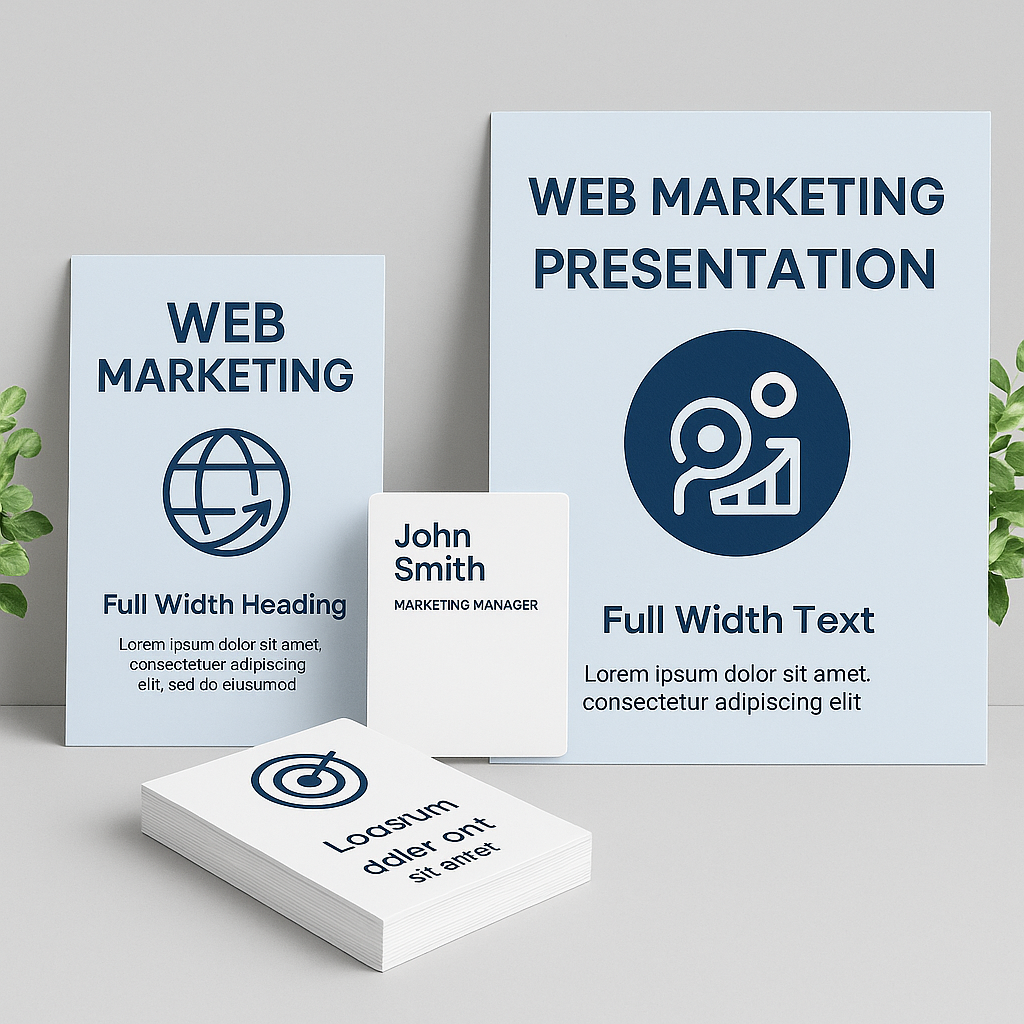 WEB
MARKETING
Full Width Heading
Lorem ipsum dolor sit amet,
consectetuer adipiscing
elit, sed do eiusumod
John
Smith
MARKETING MANAGER
WEB MARKETING
PRESENTATION
Full Width Text
Lorem ipsum dolor sit amet.
consectetur adipiscing elit
Loasrum
ddler ont
sit antet